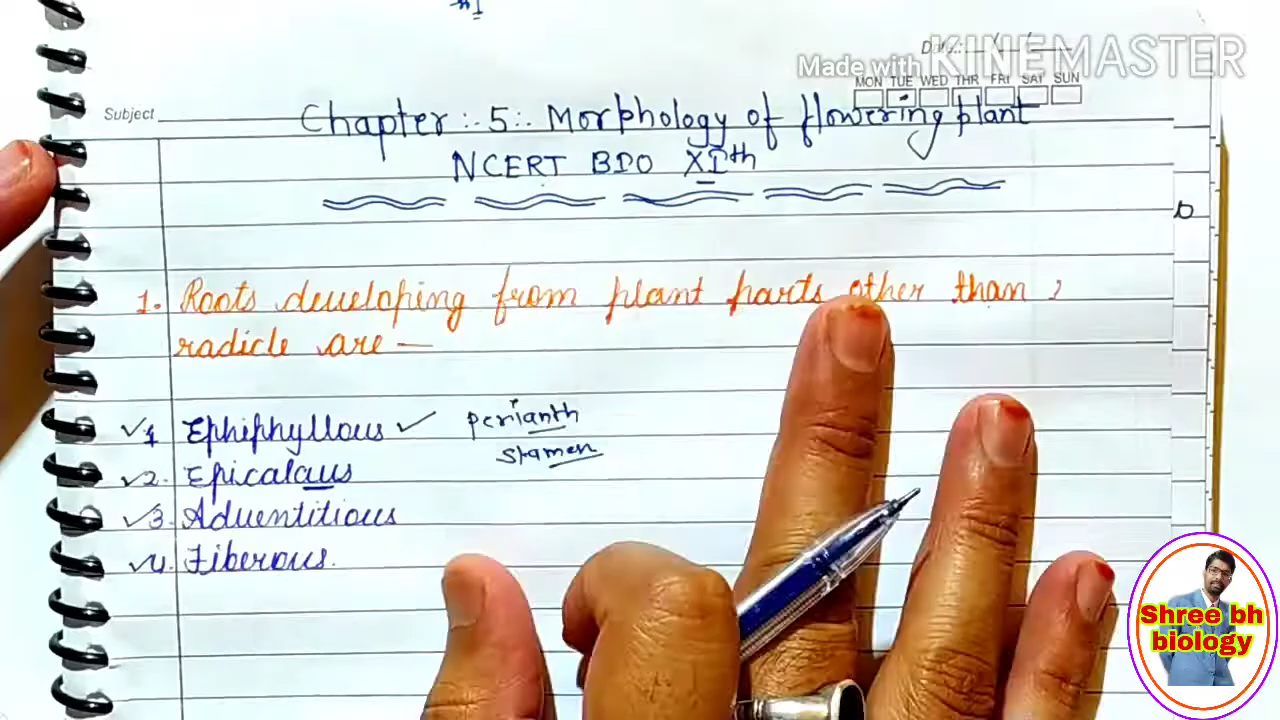 Made with KINEMASTER
Date.:
MON TUE WED THR FRI SAT SUN
Subject
Chapter :- 5 :. Morphology of flowering plant
NCERT BIO XIth
1. Roots developing from plant parts other than
radicle are —
1 Ephiphyllous ✓ perianth
stamen
2. Epicalaus
3. Adventitious
4. Fiberous.
Shree bh
biology